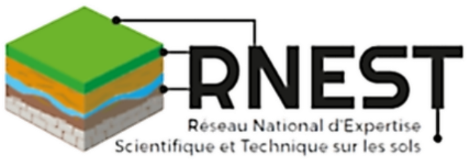 RNEST
Réseau National d'Expertise
Scientifique et Technique sur les sols